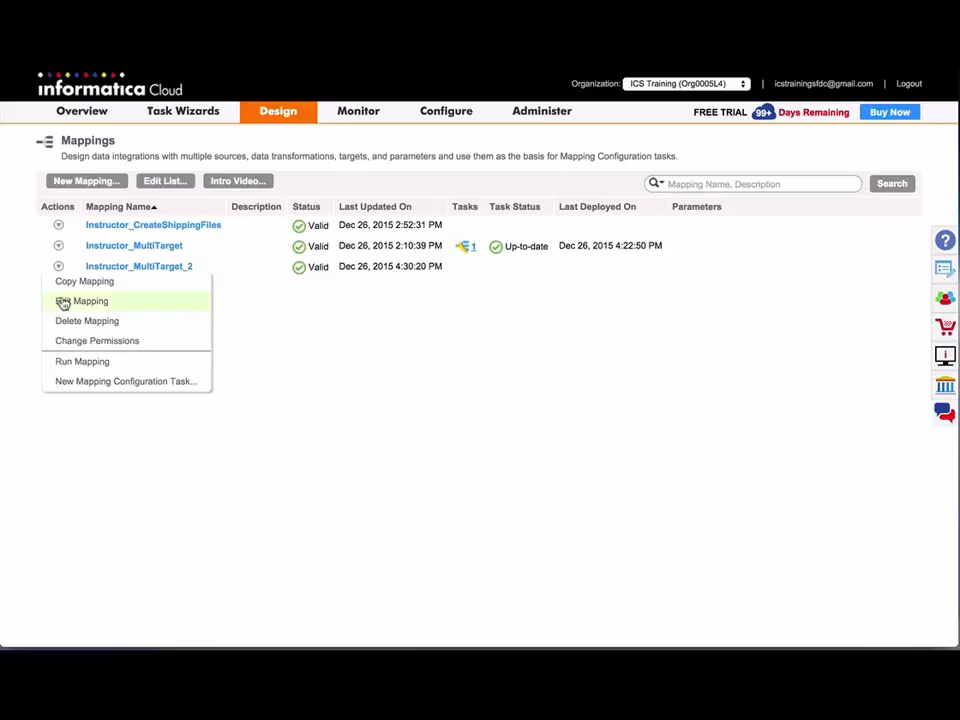 informatica Cloud
Organization: ICS Training (Org0005L4) | icstrainingsfdc@gmail.com | Logout
Overview Task Wizards Design Monitor Configure Administer FREE TRIAL 99+ Days Remaining Buy Now
Mappings
Design data integrations with multiple sources, data transformations, targets, and parameters and use them as the basis for Mapping Configuration tasks.
New Mapping... Edit List... Intro Video... Mapping Name, Description Search
Actions Mapping Name Description Status Last Updated On Tasks Task Status Last Deployed On Parameters
Instructor_CreateShippingFiles Valid Dec 26, 2015 2:52:31 PM
Instructor_MultiTarget Valid Dec 26, 2015 2:10:39 PM 1 Up-to-date Dec 26, 2015 4:22:50 PM
Instructor_MultiTarget_2 Valid Dec 26, 2015 4:30:20 PM
Copy Mapping
Edit Mapping
Delete Mapping
Change Permissions
Run Mapping
New Mapping Configuration Task...